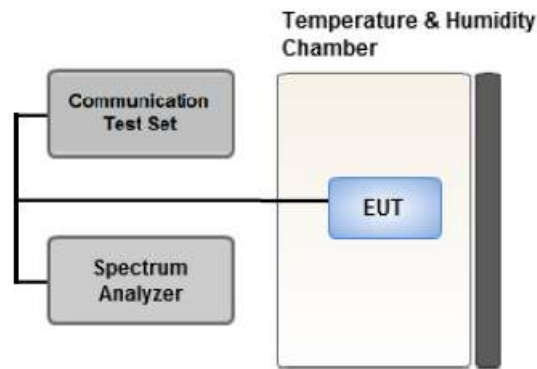 Temperature & Humidity
Chamber
Communication
Test Set
EUT
Spectrum
Analyzer